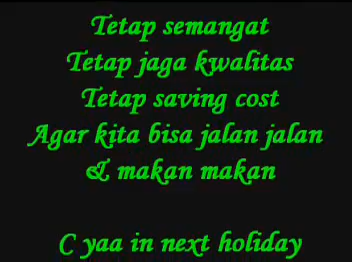 Tetap semangat
Tetap jaga kwalitas
Tetap saving cost
Agar kita bisa jalan jalan
& makan makan
C yaa in next holiday